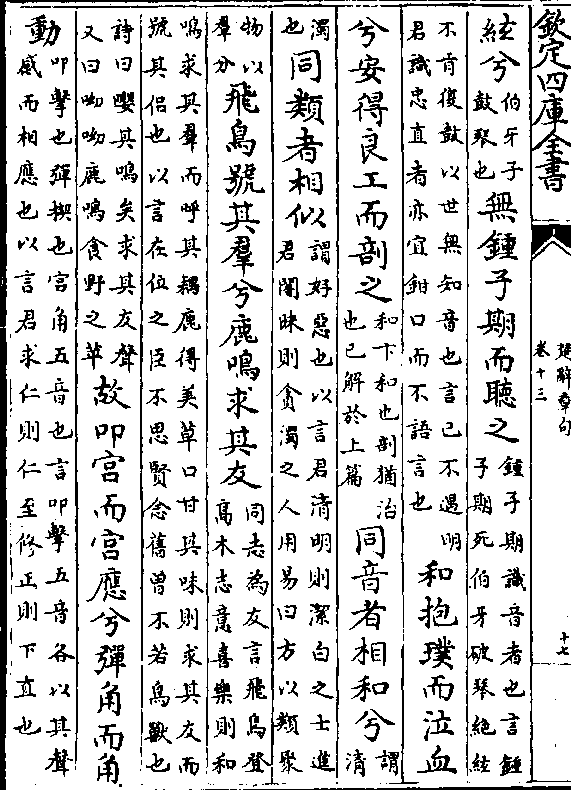 欽定四庫全書
楚辭章句
卷十三
十七
絃兮伯牙子鼓琴也無鍾子期而聽之鍾子期識音者也言鍾子期死伯牙破琴絶絃
不肯復鼓以世無知音也言已不遇明君識忠直者亦宜鉗口而不語言也和抱璞而泣血
兮安得良工而剖之和卞和也剖猶治也已解於上篇同音者相和兮謂清
濁也同類者相似謂好惡也以言君清明則潔白之士進君闇昧則貪濁之人用易曰方以類聚
物以羣分飛鳥號其羣兮鹿鳴求其友同志為友言飛鳥登高木志意喜樂則和
鳴求其羣而呼其耦鹿得美草口甘其味則求其友而號其侣也以言在位之臣不思賢念舊曽不若鳥獸也
詩曰嚶其鳴矣求其友聲又曰呦呦鹿鳴食野之苹故叩宫而宫應兮彈角而角
動叩擊也彈揳也宫角五音也言叩擊五音各以其聲感而相應也以言君求仁則仁至修正則下直也